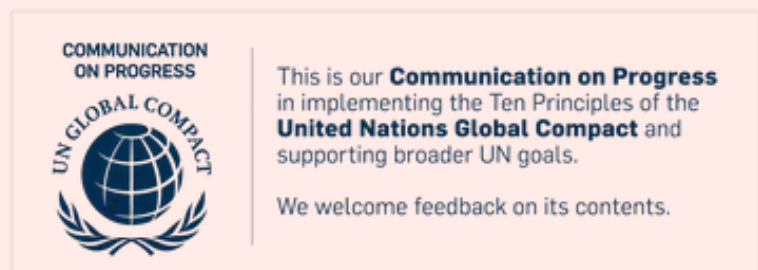 COMMUNICATION
ON PROGRESS
UN GLOBAL COMPACT
This is our Communication on Progress
in implementing the Ten Principles of the
United Nations Global Compact and
supporting broader UN goals.
We welcome feedback on its contents.